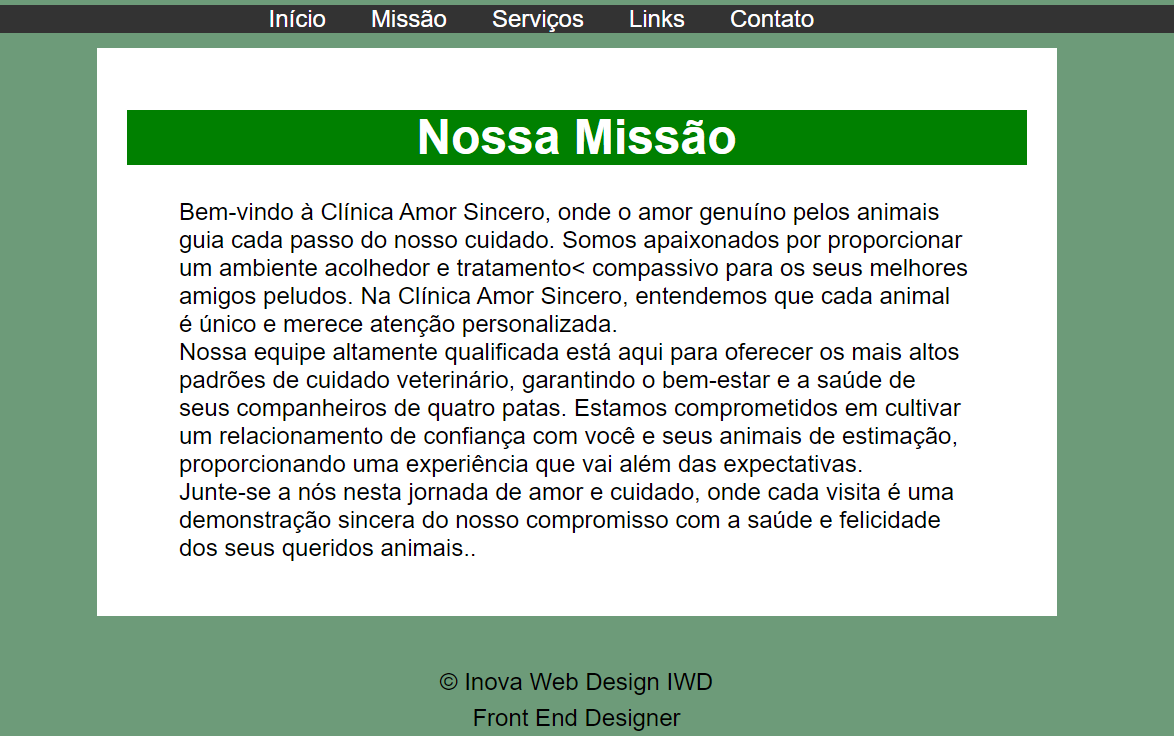 Início Missão Serviços Links Contato
Nossa Missão
Bem-vindo à Clínica Amor Sincero, onde o amor genuíno pelos animais
guia cada passo do nosso cuidado. Somos apaixonados por proporcionar
um ambiente acolhedor e tratamento< compassivo para os seus melhores
amigos peludos. Na Clínica Amor Sincero, entendemos que cada animal
é único e merece atenção personalizada.
Nossa equipe altamente qualificada está aqui para oferecer os mais altos
padrões de cuidado veterinário, garantindo o bem-estar e a saúde de
seus companheiros de quatro patas. Estamos comprometidos em cultivar
um relacionamento de confiança com você e seus animais de estimação,
proporcionando uma experiência que vai além das expectativas.
Junte-se a nós nesta jornada de amor e cuidado, onde cada visita é uma
demonstração sincera do nosso compromisso com a saúde e felicidade
dos seus queridos animais..
© Inova Web Design IWD
Front End Designer